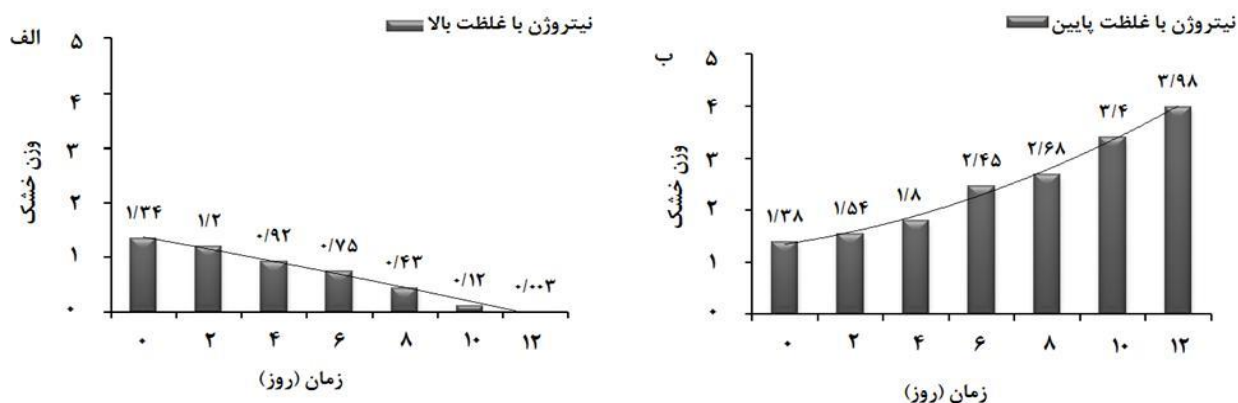 نیتروژن با غلظت پایین
ب
۵
۴
۳
۲
۱
۰
وزن خشک
۱/۳۸
۱/۵۴
۱/۸
۲/۴۵
۲/۶۸
۳/۴
۳/۹۸
۰ ۲ ۴ ۶ ۸ ۱۰ ۱۲
زمان (روز)
نیتروژن با غلظت بالا
الف
۵
۴
۳
۲
۱
۰
وزن خشک
۱/۳۴
۱/۲
۰/۹۲
۰/۷۵
۰/۴۳
۰/۱۲
۰/۰۰۳
۰ ۲ ۴ ۶ ۸ ۱۰ ۱۲
زمان (روز)